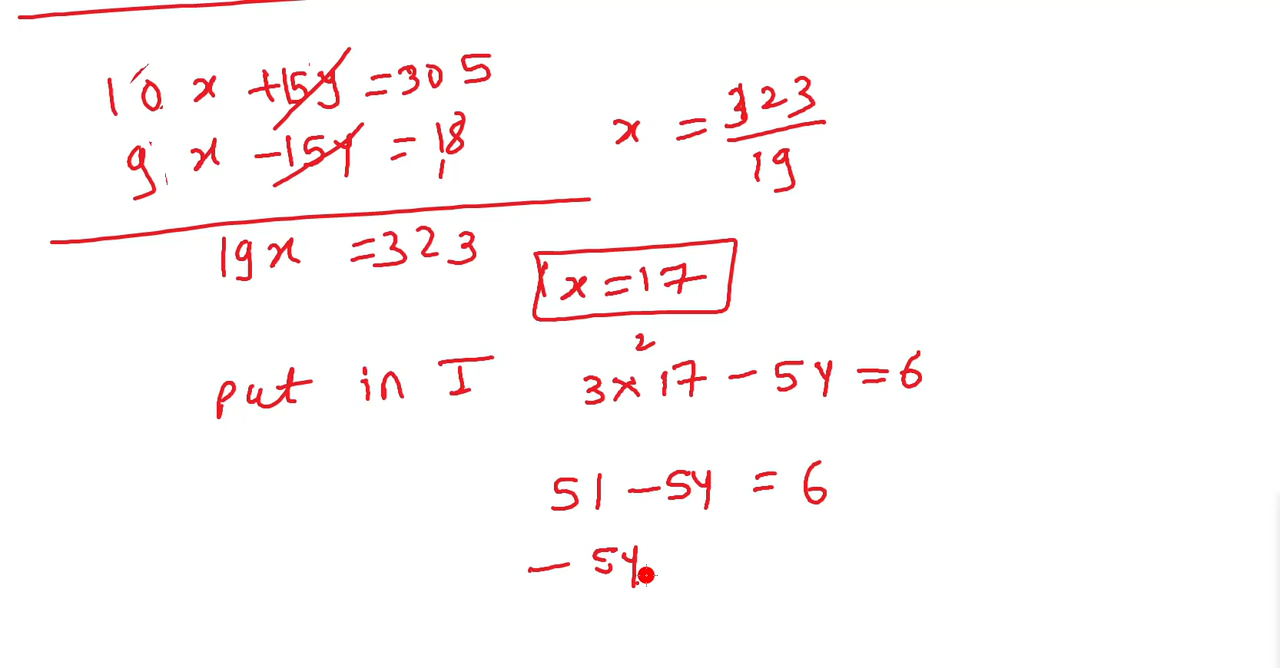 10x + 15y = 305
9x - 15y = 18
19x = 323
x = 323/19
x = 17
put in I 3 x 17 - 5y = 6
2
51 - 5y = 6
- 5y